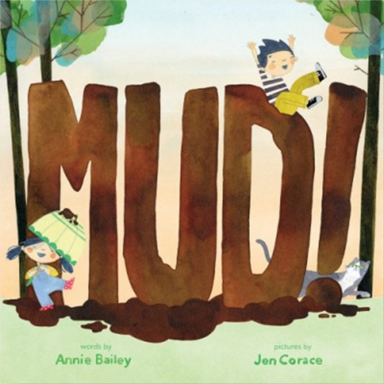 MUD!
words by
Annie Bailey
pictures by
Jen Corace